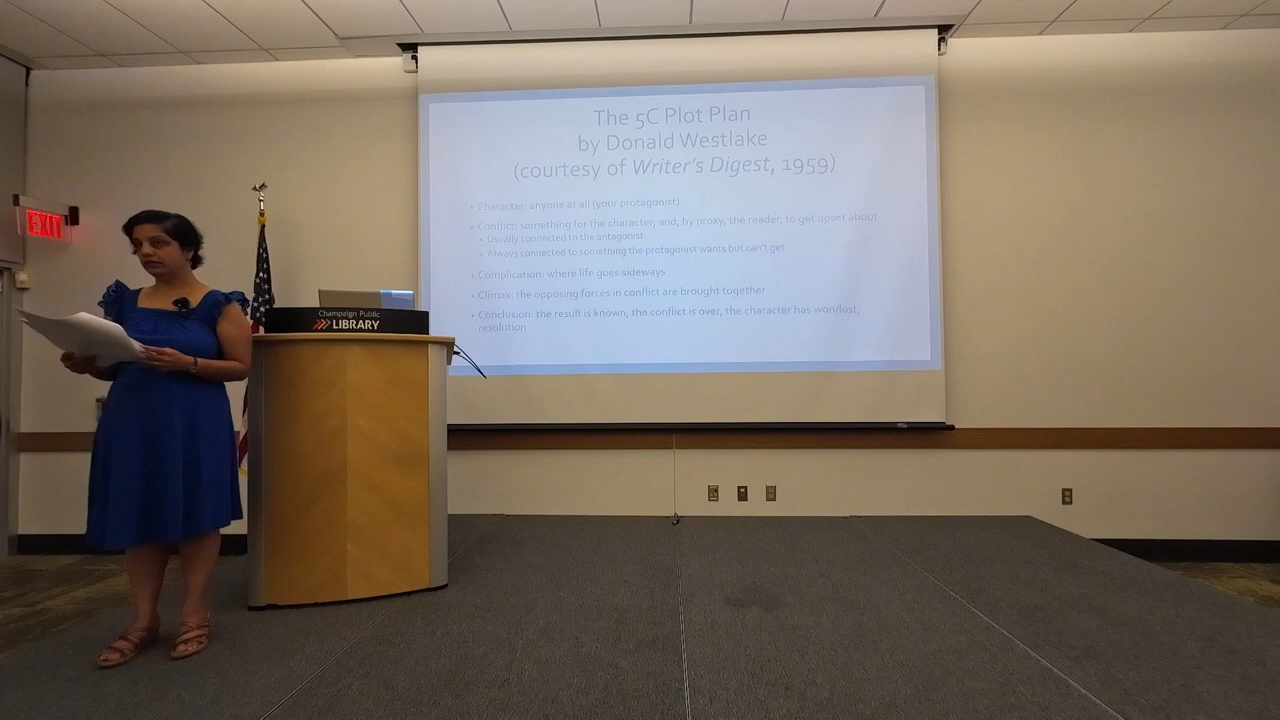 The 5C Plot Plan
by Donald Westlake
(courtesy of Writer's Digest, 1959)
• Character: anyone at all (your protagonist)
• Conflict: something for the character, and, by proxy, the reader, to get upset about
• Usually connected to the antagonist
• Always connected to something the protagonist wants but can't get
• Complication: where life goes sideways
• Climax: the opposing forces in conflict are brought together
• Conclusion: the result is known, the conflict is over, the character has won/lost;
resolution
EXIT
Champaign Public
LIBRARY